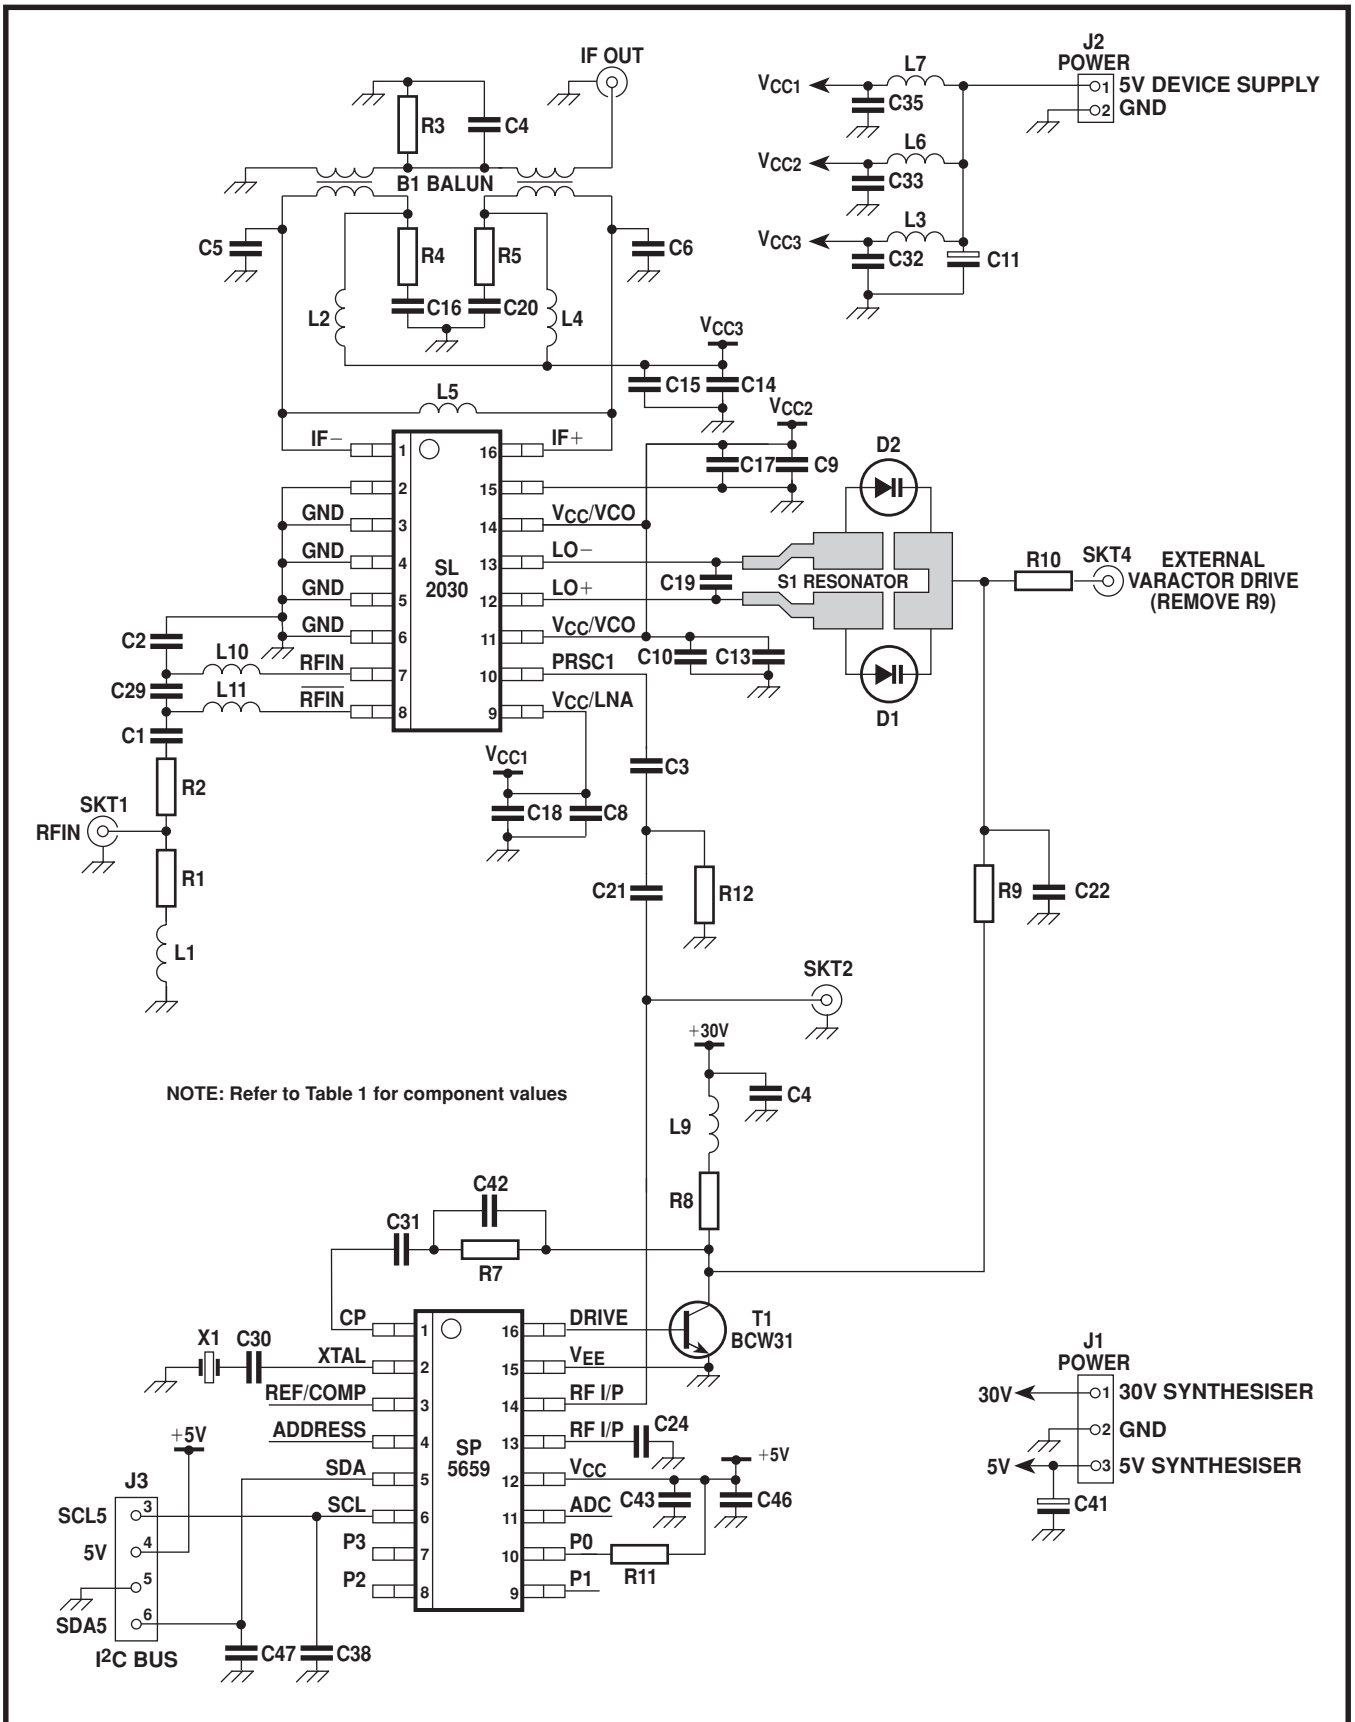 IF OUT
R3
C4
B1 BALUN
C5
R4
R5
C6
C16
C20
L2
L4
L5
J2
POWER
1 5V DEVICE SUPPLY
2 GND
VCC1
L7
C35
VCC2
L6
C33
VCC3
L3
C32
C11
VCC3
C15
C14
VCC2
C17
C9
IF−
1
2
GND
3
GND
4
GND
5
GND
6
RFIN
7
R̅F̅I̅N̅
8
SL
2030
16
IF+
15
14
VCC/VCO
13
LO−
12
LO+
11
VCC/VCO
10
PRSC1
9
VCC/LNA
C19
C10
C13
D2
S1 RESONATOR
D1
R10
SKT4
EXTERNAL
VARACTOR DRIVE
(REMOVE R9)
C2
L10
C29
L11
C1
R2
SKT1
RFIN
R1
L1
VCC1
C18
C8
C3
C21
R12
R9
C22
SKT2
+30V
C4
L9
R8
NOTE: Refer to Table 1 for component values
C42
C31
R7
T1
BCW31
CP
1
X1
C30
XTAL
2
REF/COMP
3
ADDRESS
4
SDA
5
SCL
6
P3
7
P2
8
SP
5659
16
DRIVE
15
VEE
14
RF I/P
13
RF I/P
C24
12
VCC
+5V
C43
C46
11
ADC
10
P0
R11
9
P1
+5V
J3
SCL5
3
5V
4
5
SDA5
6
I2C BUS
C47
C38
J1
POWER
30V
1 30V SYNTHESISER
2 GND
5V
3 5V SYNTHESISER
C41